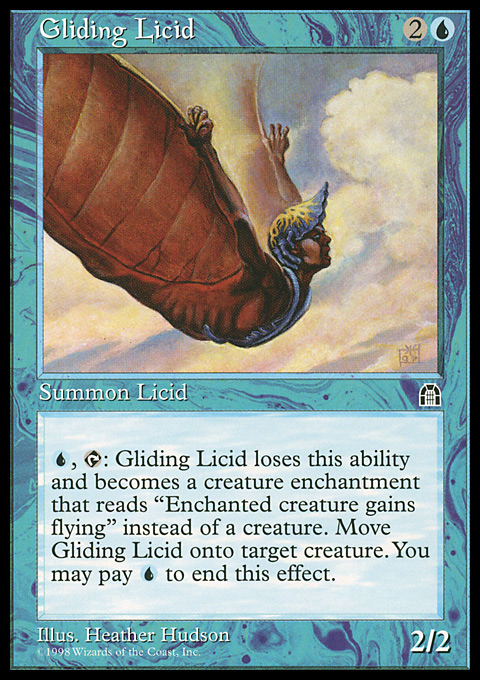 Gliding Licid 2
Summon Licid
, : Gliding Licid loses this ability
and becomes a creature enchantment
that reads “Enchanted creature gains
flying” instead of a creature. Move
Gliding Licid onto target creature. You
may pay to end this effect.
Illus. Heather Hudson
©1998 Wizards of the Coast, Inc.
2/2